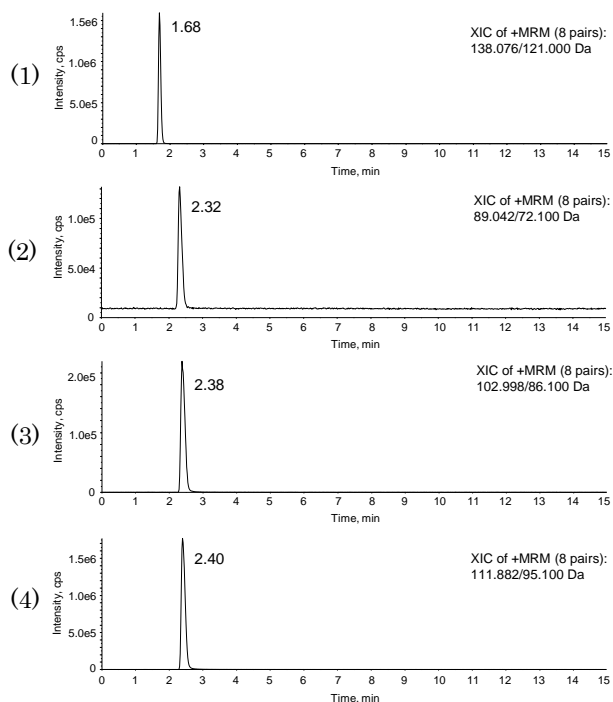 (1)
Intensity, cps
1.5e6
1.0e6
5.0e5
0
1.68
XIC of +MRM (8 pairs):
138.076/121.000 Da
0 1 2 3 4 5 6 7 8 9 10 11 12 13 14 15
Time, min
(2)
Intensity, cps
1.0e5
5.0e4
0
2.32
XIC of +MRM (8 pairs):
89.042/72.100 Da
0 1 2 3 4 5 6 7 8 9 10 11 12 13 14 15
Time, min
(3)
Intensity, cps
2.0e5
1.0e5
0
2.38
XIC of +MRM (8 pairs):
102.998/86.100 Da
0 1 2 3 4 5 6 7 8 9 10 11 12 13 14 15
Time, min
(4)
Intensity, cps
1.5e6
1.0e6
5.0e5
0
2.40
XIC of +MRM (8 pairs):
111.882/95.100 Da
0 1 2 3 4 5 6 7 8 9 10 11 12 13 14 15
Time, min